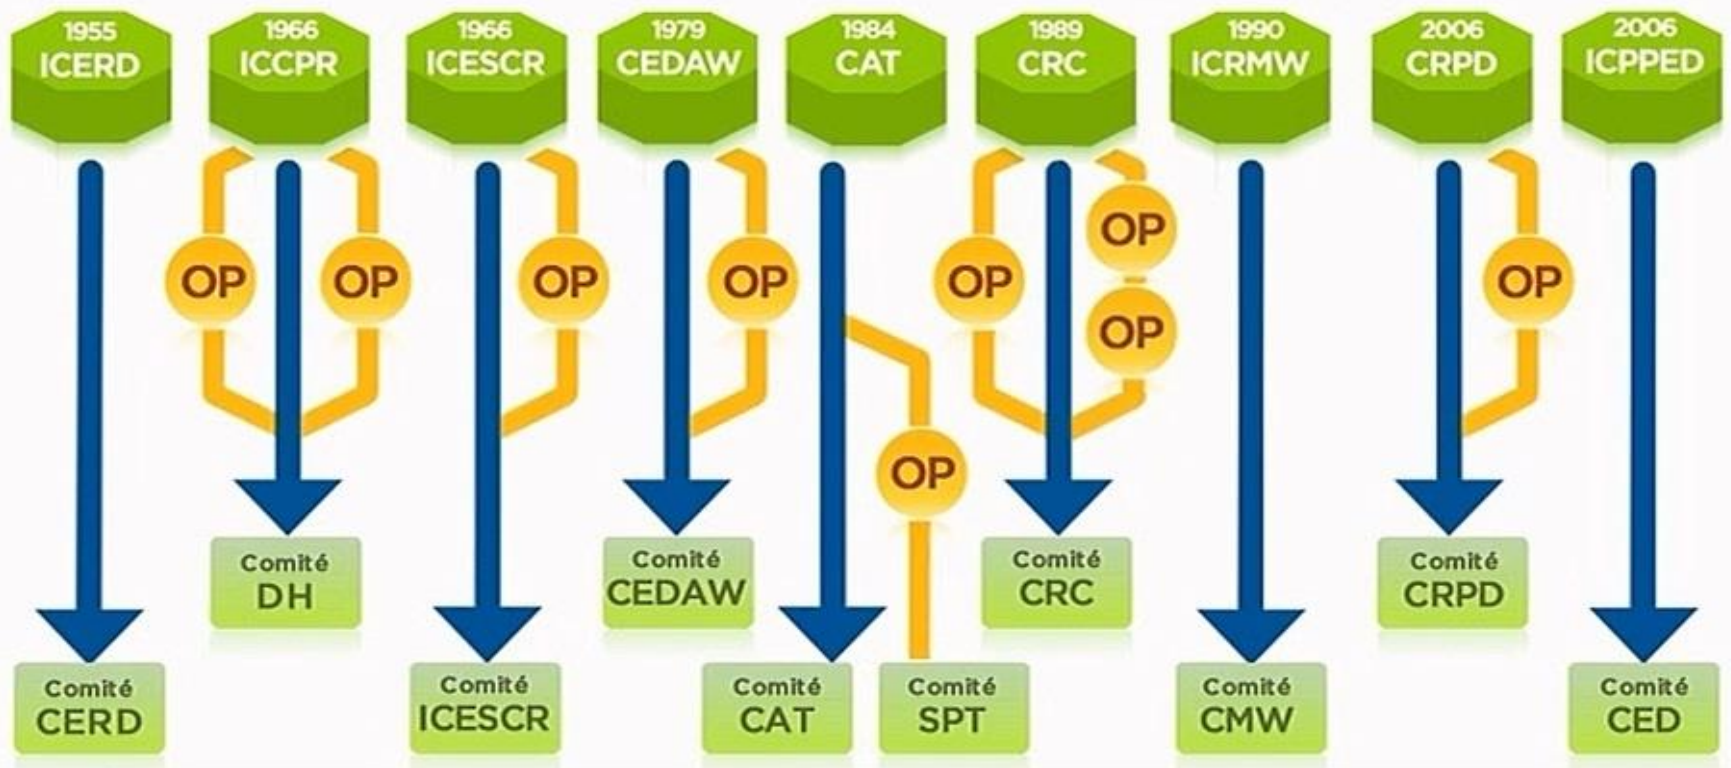 1955
ICERD
1966
ICCPR
1966
ICESCR
1979
CEDAW
1984
CAT
1989
CRC
1990
ICRMW
2006
CRPD
2006
ICPPED
OP
OP
OP
OP
OP
OP
OP
OP
OP
Comité
DH
Comité
CEDAW
Comité
CRC
Comité
CRPD
Comité
CERD
Comité
ICESCR
Comité
CAT
Comité
SPT
Comité
CMW
Comité
CED